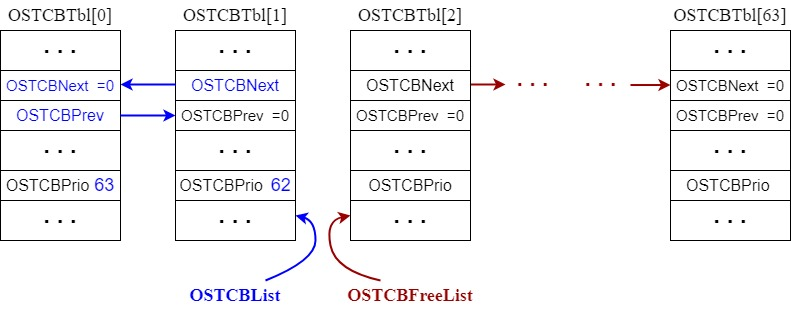 OSTCBTbl[0] OSTCBTbl[1] OSTCBTbl[2] OSTCBTbl[63]
... ... ... ...
OSTCBNext =0 OSTCBNext OSTCBNext ... ... OSTCBNext =0
OSTCBPrev OSTCBPrev =0 OSTCBPrev =0 OSTCBPrev =0
... ... ... ...
OSTCBPrio 63 OSTCBPrio 62 OSTCBPrio OSTCBPrio
... ... ... ...
OSTCBList OSTCBFreeList